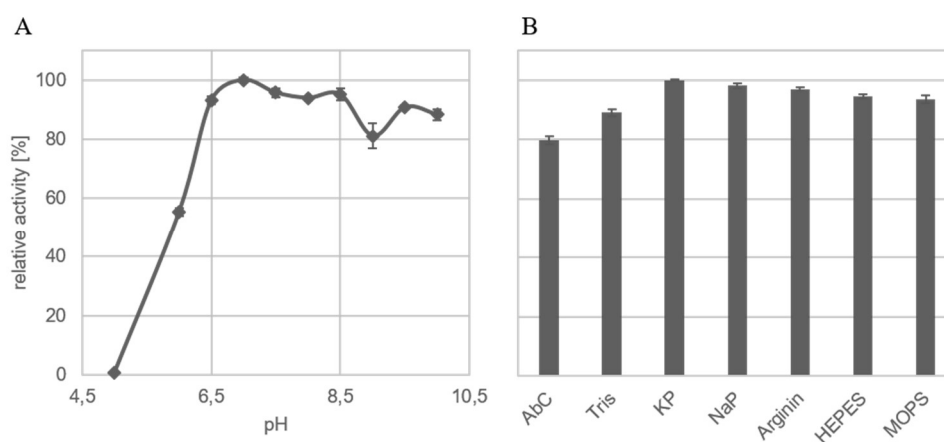 A
B
relative activity [%]
100
80
60
40
20
0
4,5
6,5
8,5
10,5
pH
AbC
Tris
KP
NaP
Arginin
HEPES
MOPS